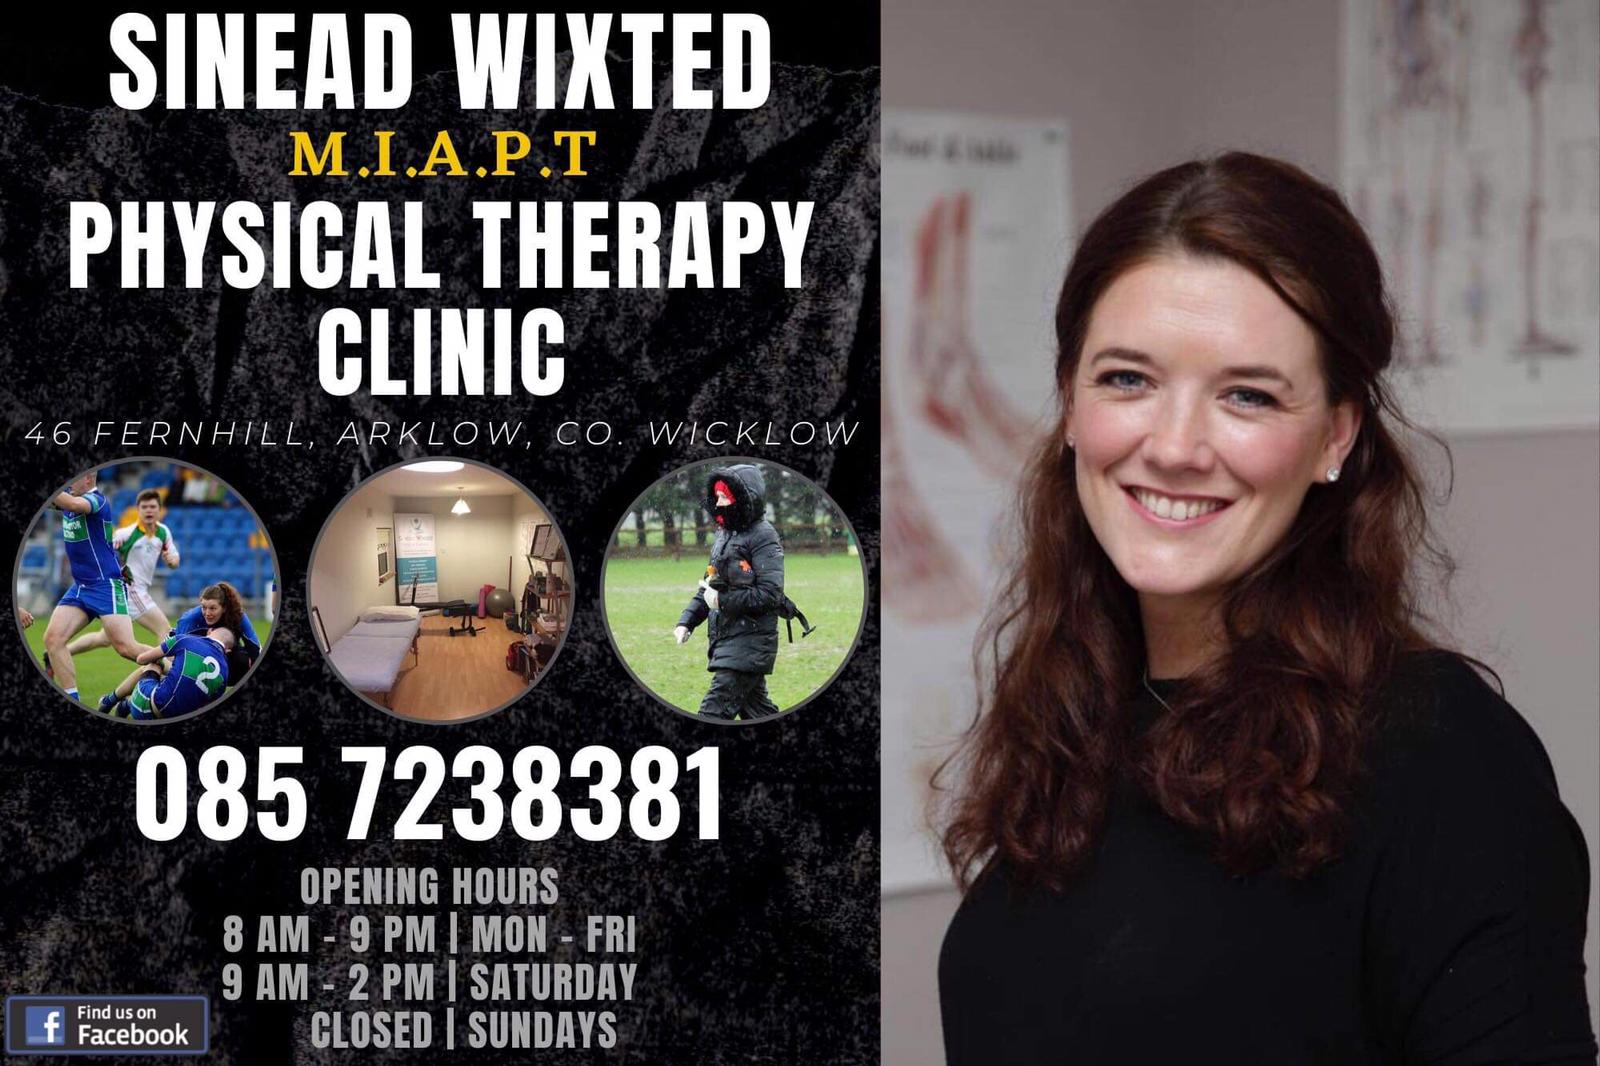 SINEAD WIXTED
M.I.A.P.T
PHYSICAL THERAPY
CLINIC
46 FERNHILL, ARKLOW, CO. WICKLOW
2
085 7238381
OPENING HOURS
8 AM - 9 PM | MON - FRI
9 AM - 2 PM | SATURDAY
CLOSED | SUNDAYS
Find us on
Facebook